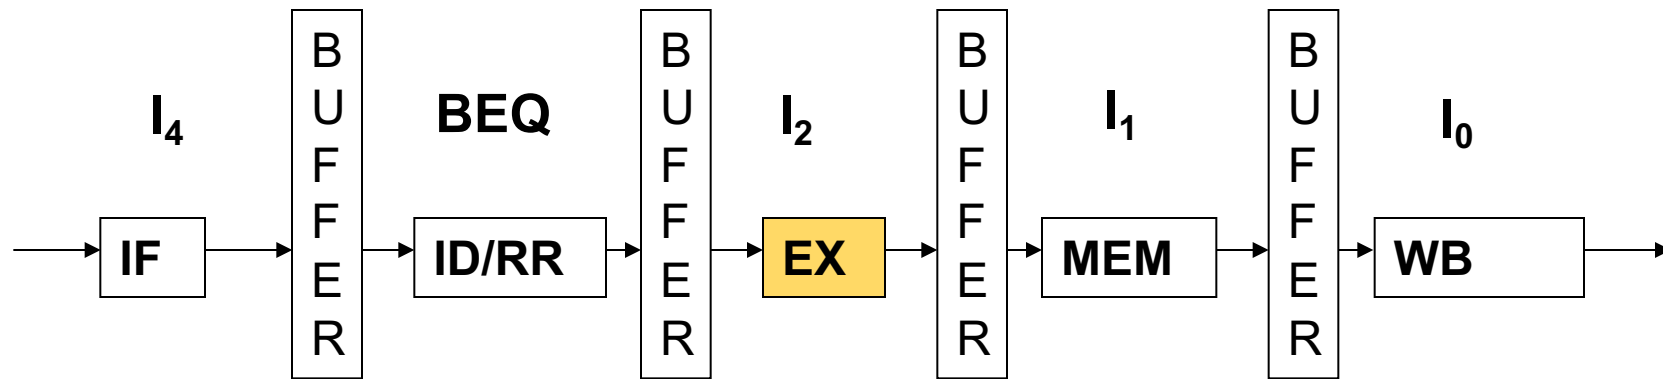 I₄
BUFFER
BEQ
BUFFER
I₂
BUFFER
I₁
BUFFER
I₀
IF
ID/RR
EX
MEM
WB